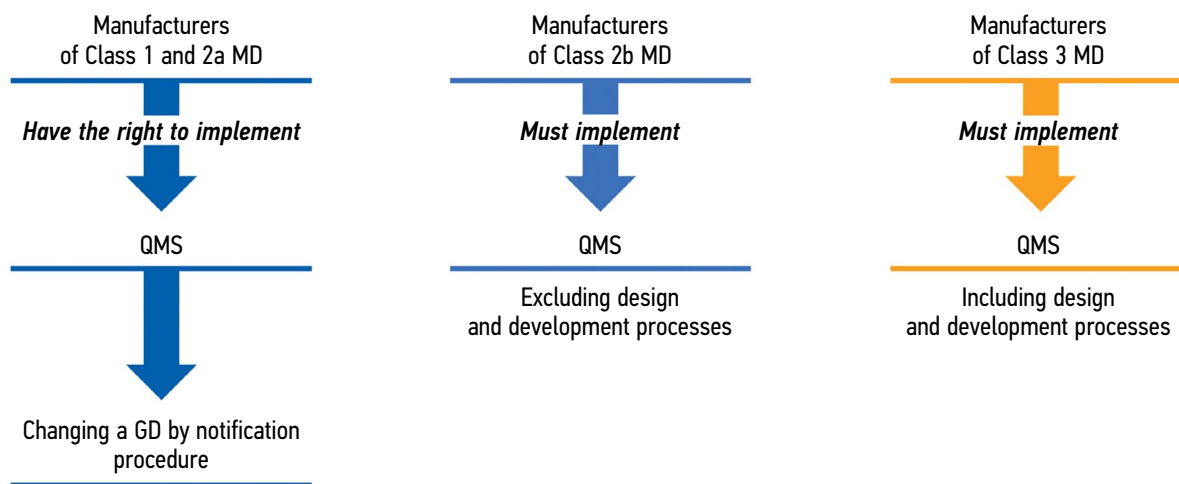 Manufacturers
of Class 1 and 2a MD
Have the right to implement
QMS
Changing a GD by notification
procedure
Manufacturers
of Class 2b MD
Must implement
QMS
Excluding design
and development processes
Manufacturers
of Class 3 MD
Must implement
QMS
Including design
and development processes